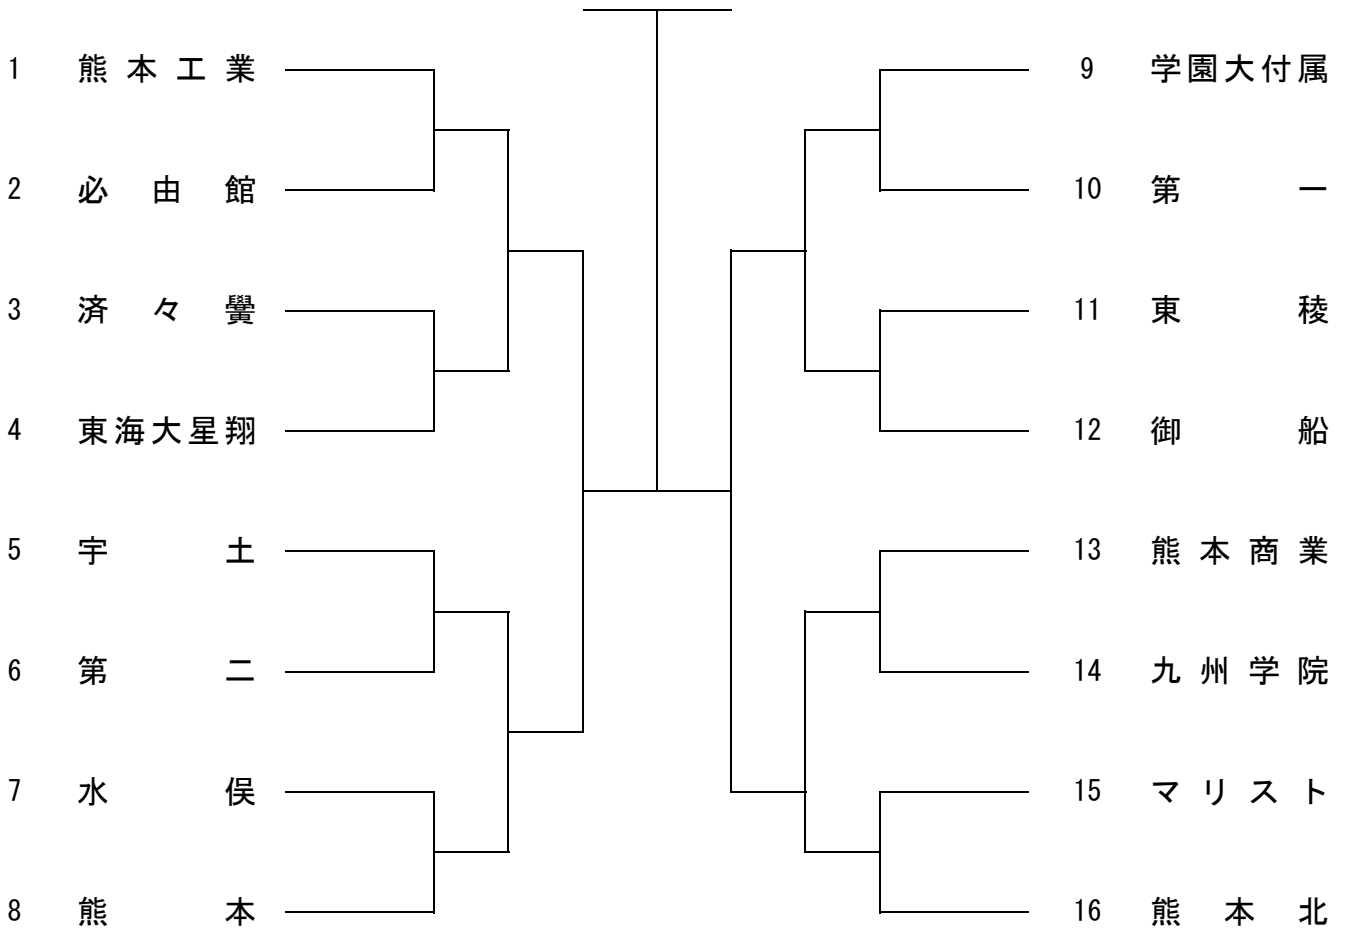 1 熊本工業
2 必由館
3 済々黌
4 東海大星翔
5 宇土
6 第二
7 水俣
8 熊本
9 学園大付属
10 第一
11 東稜
12 御船
13 熊本商業
14 九州学院
15 マリスト
16 熊本北